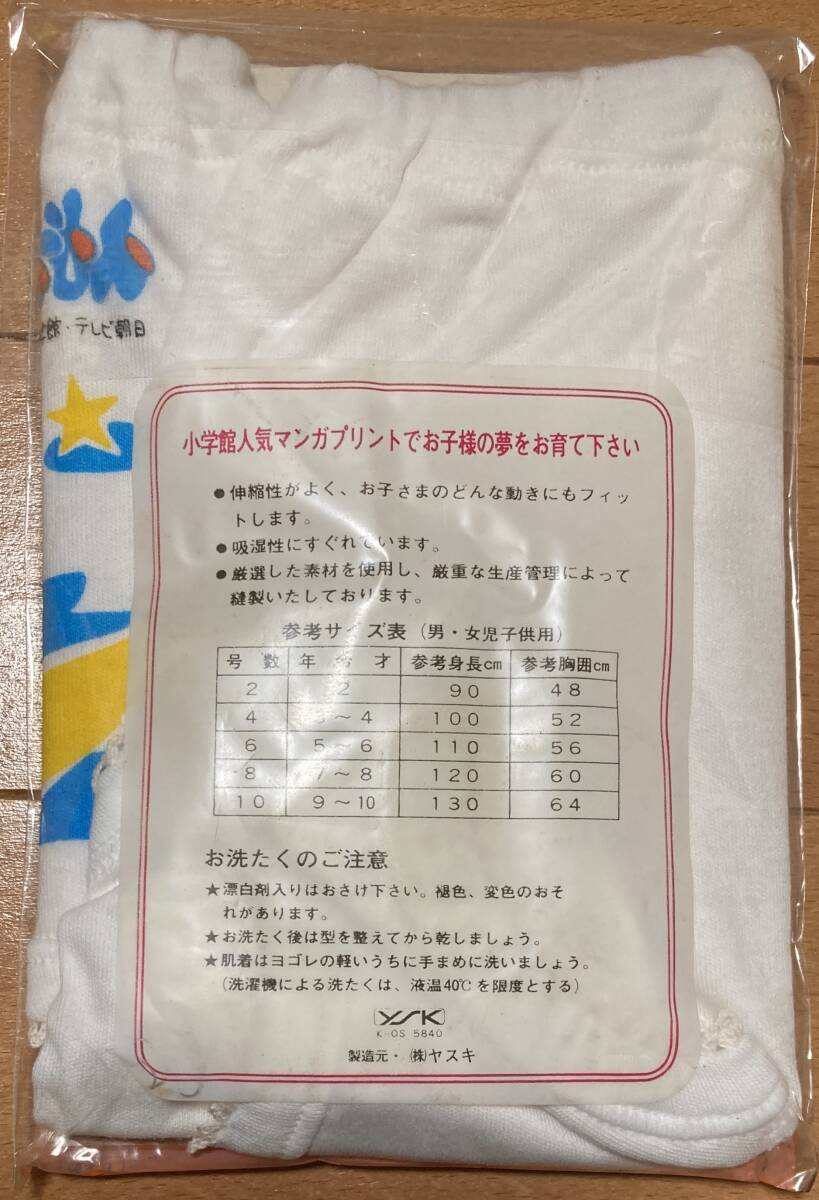 えもん
館・テレビ朝日
小学館人気マンガプリントでお子様の夢をお育て下さい
●伸縮性がよく、お子さまのどんな動きにもフィッ
トします。
●吸湿性にすぐれています。
●厳選した素材を使用し、厳重な生産管理によって
縫製いたしております。
参考サイズ表(男・女児子供用)
号 数 年 令 才 参考身長cm 参考胸囲cm
2 2 90 48
4 3〜4 100 52
6 5〜6 110 56
8 7〜8 120 60
10 9〜10 130 64
お洗たくのご注意
★漂白剤入りはおさけ下さい。褪色、変色のおそ
れがあります。
★お洗たく後は型を整えてから乾しましょう。
★肌着はヨゴレの軽いうちに手まめに洗いましょう。
(洗濯機による洗たくは、液温40℃を限度とする)
YSK
K-OS 5840
製造元・(株)ヤスキ